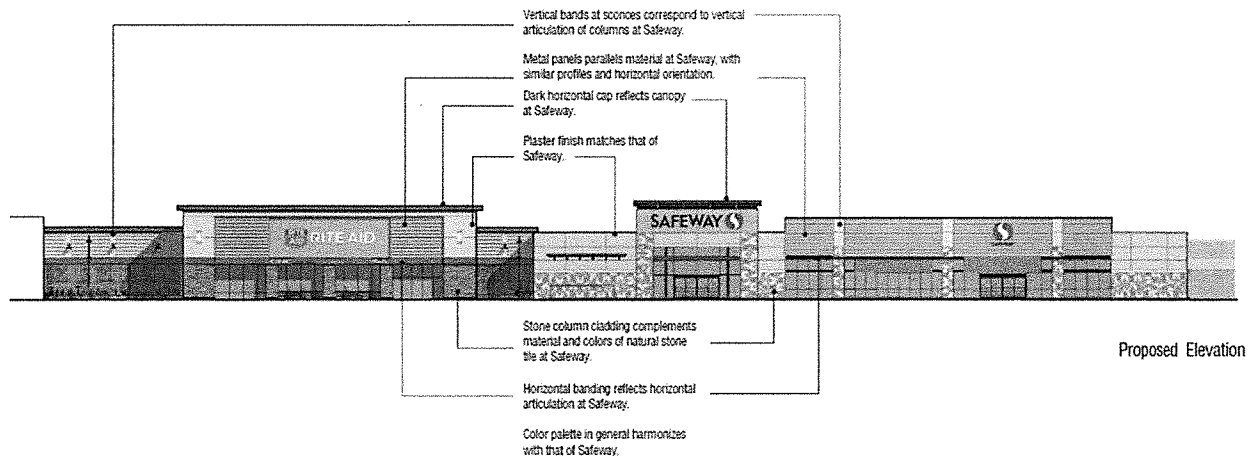 Vertical bands at sconces correspond to vertical
articulation of columns at Safeway.
Metal panels parallels material at Safeway, with
similar profiles and horizontal orientation.
Dark horizontal cap reflects canopy
at Safeway.
Plaster finish matches that of
Safeway.
RITE AID
SAFEWAY
Stone column cladding complements
material and colors of natural stone
tile at Safeway.
Proposed Elevation
Horizontal banding reflects horizontal
articulation at Safeway.
Color palette in general harmonizes
with that of Safeway.